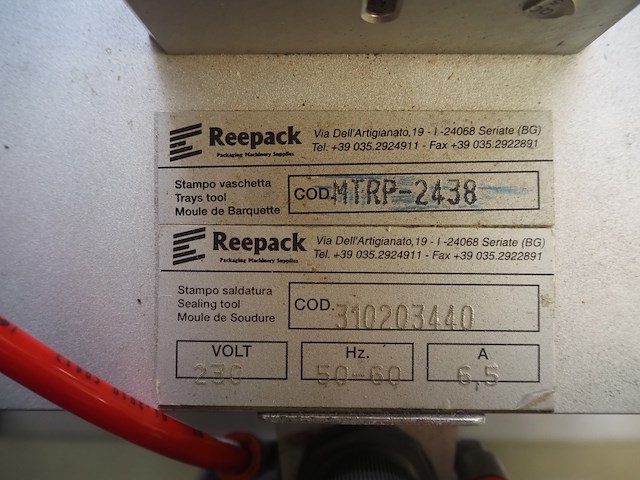 Reepack
Packaging Machinery Supplies
Via Dell'Artigianato,19 - I -24068 Seriate (BG)
Tel. +39 035.2924911 - Fax +39 035.2922891
Stampo vaschetta
Trays tool
Moule de Barquette
COD. MTRP-2438
Reepack
Packaging Machinery Supplies
Via Dell'Artigianato,19 - I -24068 Seriate (BG)
Tel. +39 035.2924911 - Fax +39 035.2922891
Stampo saldatura
Sealing tool
Moule de Soudure
COD. 310203440
VOLT
230
Hz.
50-60
A
6,5